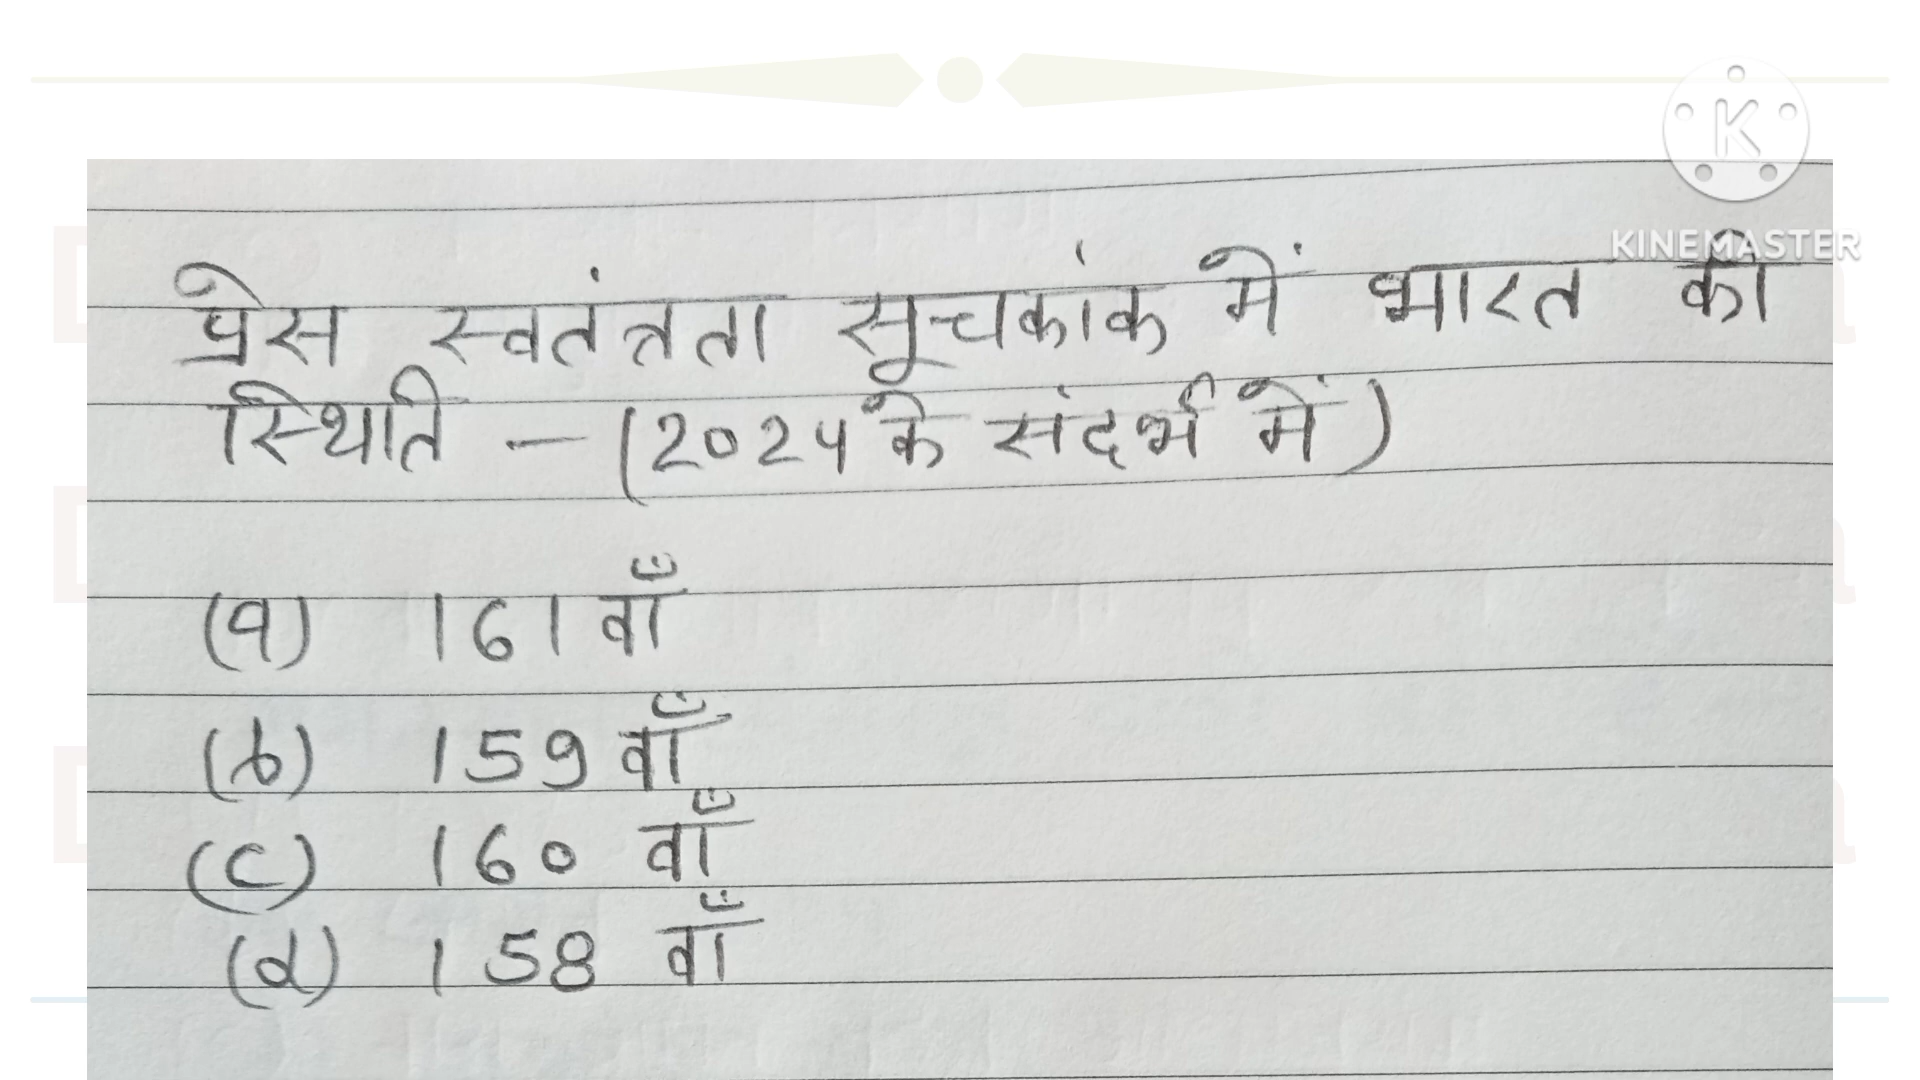 KINEMASTER
प्रेस स्वतंत्रता सूचकांक में भारत की
स्थिति — (2024 के संदर्भ में)
(a) 161 वाँ
(b) 159 वाँ
(c) 160 वाँ
(d) 158 वाँ